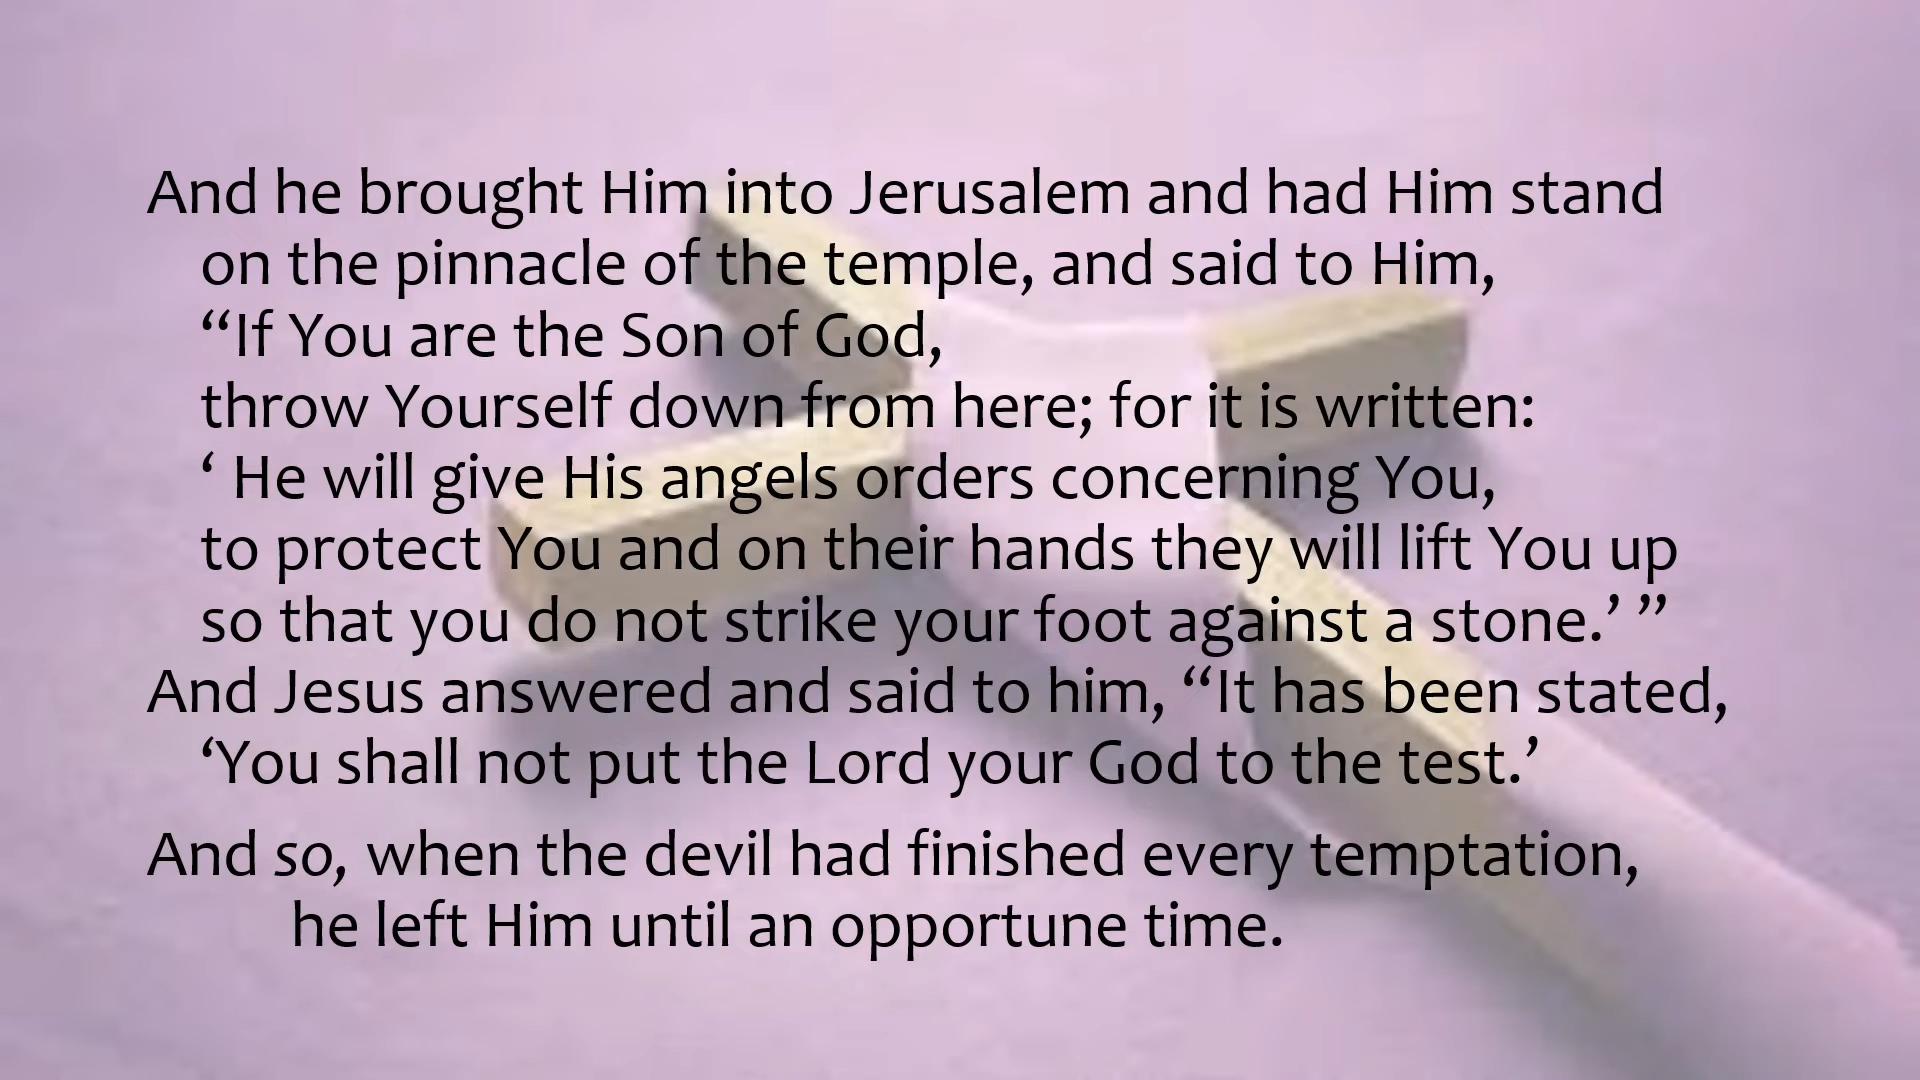 And he brought Him into Jerusalem and had Him stand
on the pinnacle of the temple, and said to Him,
“If You are the Son of God,
throw Yourself down from here; for it is written:
‘ He will give His angels orders concerning You,
to protect You and on their hands they will lift You up
so that you do not strike your foot against a stone.’ ”
And Jesus answered and said to him, “It has been stated,
‘You shall not put the Lord your God to the test.’
And so, when the devil had finished every temptation,
he left Him until an opportune time.